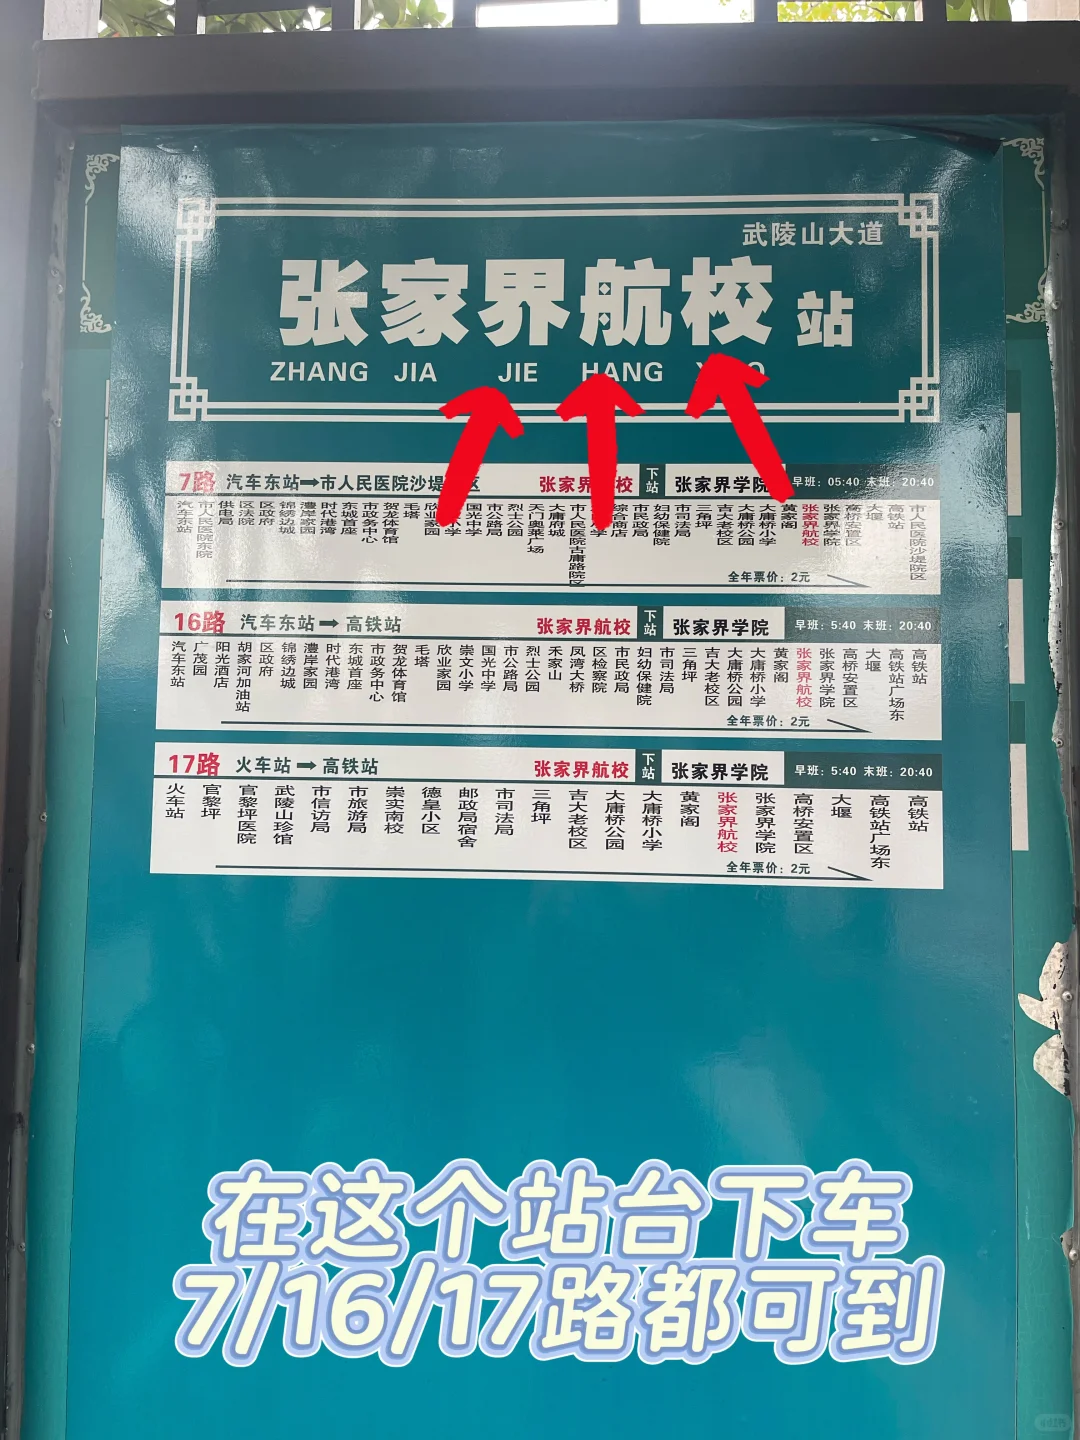 武陵山大道
张家界航校 站
ZHANG JIA JIE HANG
7路 汽车东站→市人民医院沙堤 区 张家界 校 下站 张家界学院 早班：05:40 末班：20:40
汽车东站
市人民医院东院
供电局
区法院
区政府
锦绣边城
澧岸家园
时代港湾
东城首座
市政务中心
贺龙体育馆
毛塔
欣业家园
小学
国光中学
市公路局
烈士公园
天门奥莱广场
大庸府城
市人民医院古庸路院区
学
综合商店
市民政局
妇幼保健院
市司法局
三角坪
吉大老校区
大庸桥公园
大庸桥小学
黄家阁
张家界航校
张家界学院
高桥安置区
大堰
高铁站
市人民医院沙堤院区
全年票价：2元
16路 汽车东站→高铁站 张家界航校 下站 张家界学院 早班：5:40 末班：20:40
汽车东站
广茂园
阳光酒店
胡家河加油站
区政府
锦绣边城
澧岸家园
时代港湾
东城首座
市政务中心
贺龙体育馆
毛塔
欣业家园
崇文小学
国光中学
市公路局
烈士公园
禾家山
凤湾大桥
区检察院
市民政局
妇幼保健院
市司法局
三角坪
吉大老校区
大庸桥公园
大庸桥小学
黄家阁
张家界航校
张家界学院
高桥安置区
大堰
高铁站广场东
高铁站
全年票价：2元
17路 火车站→高铁站 张家界航校 下站 张家界学院 早班：5:40 末班：20:40
火车站
官黎坪
官黎坪医院
武陵山珍馆
市信访局
市旅游局
崇实南校
德皇小区
邮政局宿舍
市司法局
三角坪
吉大老校区
大庸桥公园
大庸桥小学
黄家阁
张家界航校
张家界学院
高桥安置区
大堰
高铁站广场东
高铁站
全年票价：2元
在这个站台下车
7/16/17路都可到